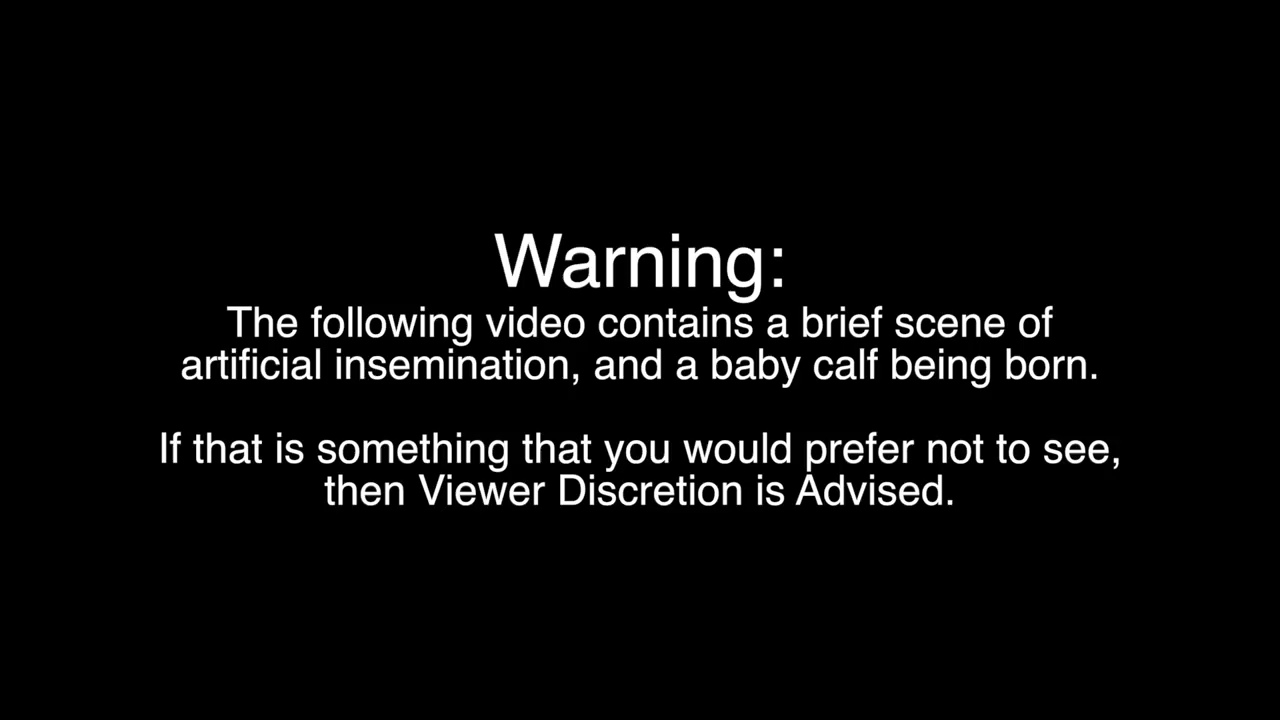 Warning:
The following video contains a brief scene of
artificial insemination, and a baby calf being born.
If that is something that you would prefer not to see,
then Viewer Discretion is Advised.